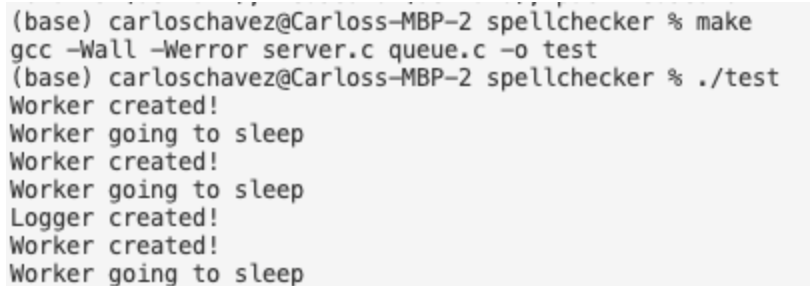 (base) carloschavez@Carloss-MBP-2 spellchecker % make
gcc -Wall -Werror server.c queue.c -o test
(base) carloschavez@Carloss-MBP-2 spellchecker % ./test
Worker created!
Worker going to sleep
Worker created!
Worker going to sleep
Logger created!
Worker created!
Worker going to sleep